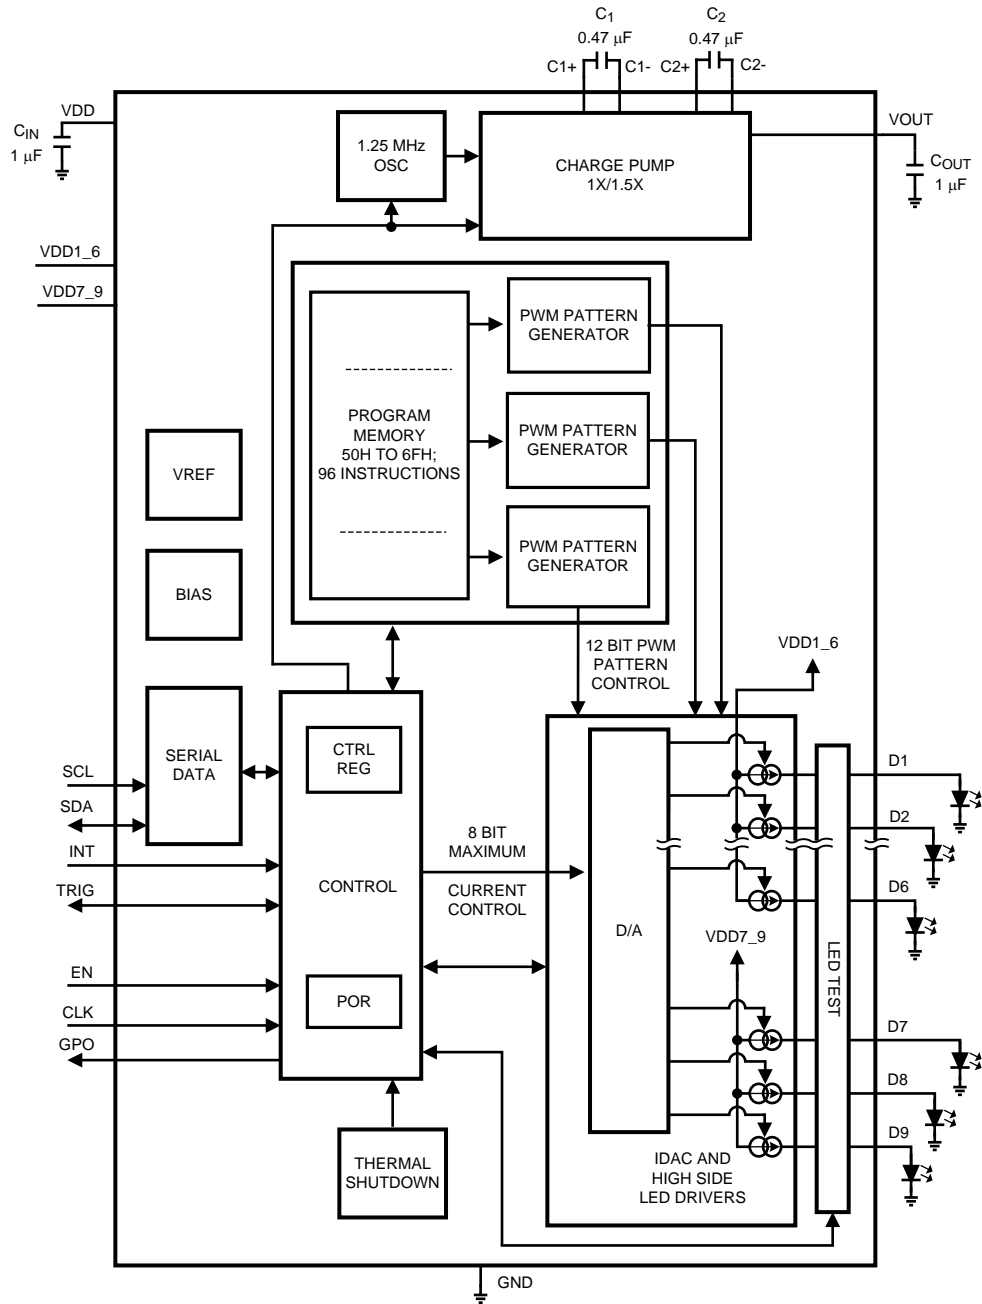 C1
0.47 µF
C2
0.47 µF
C1+
C1-
C2+
C2-
VDD
CIN
1 µF
1.25 MHz
OSC
CHARGE PUMP
1X/1.5X
VOUT
COUT
1 µF
VDD1_6
VDD7_9
PWM PATTERN
GENERATOR
PROGRAM
MEMORY
50H TO 6FH;
96 INSTRUCTIONS
PWM PATTERN
GENERATOR
PWM PATTERN
GENERATOR
VREF
BIAS
12 BIT PWM
PATTERN
CONTROL
VDD1_6
SERIAL
DATA
CTRL
REG
SCL
SDA
INT
TRIG
EN
CLK
GPO
CONTROL
POR
8 BIT
MAXIMUM
CURRENT
CONTROL
D/A
VDD7_9
LED TEST
D1
D2
D6
D7
D8
D9
THERMAL
SHUTDOWN
IDAC AND
HIGH SIDE
LED DRIVERS
GND